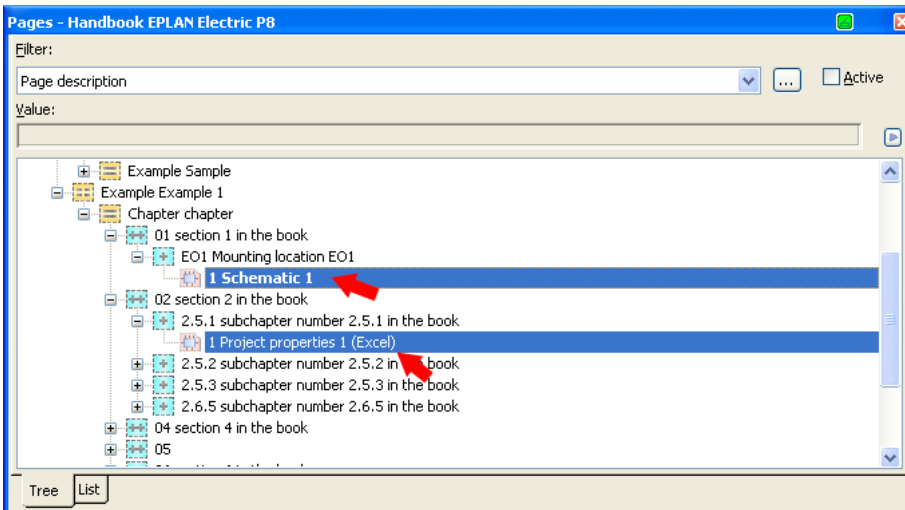 Pages - Handbook EPLAN Electric P8
Filter:
Page description
...
Active
Value:
Example Sample
Example Example 1
Chapter chapter
01 section 1 in the book
EO1 Mounting location EO1
1 Schematic 1
02 section 2 in the book
2.5.1 subchapter number 2.5.1 in the book
1 Project properties 1 (Excel)
2.5.2 subchapter number 2.5.2 in the book
2.5.3 subchapter number 2.5.3 in the book
2.6.5 subchapter number 2.6.5 in the book
04 section 4 in the book
05
Tree List